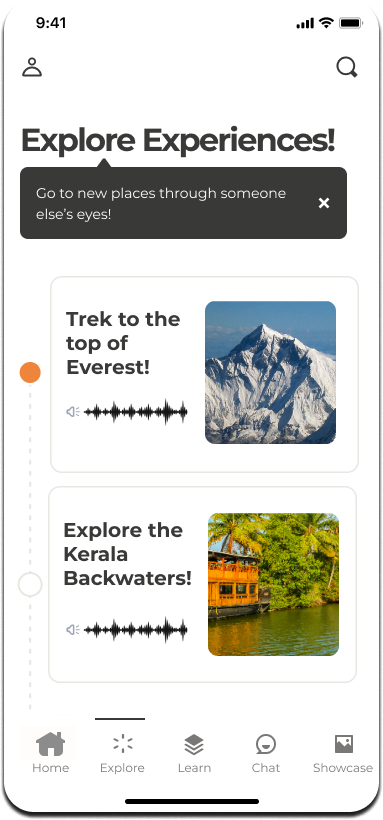 9:41
Explore Experiences!
Go to new places through someone
else’s eyes!
Trek to the
top of
Everest!
Explore the
Kerala
Backwaters!
Home Explore Learn Chat Showcase